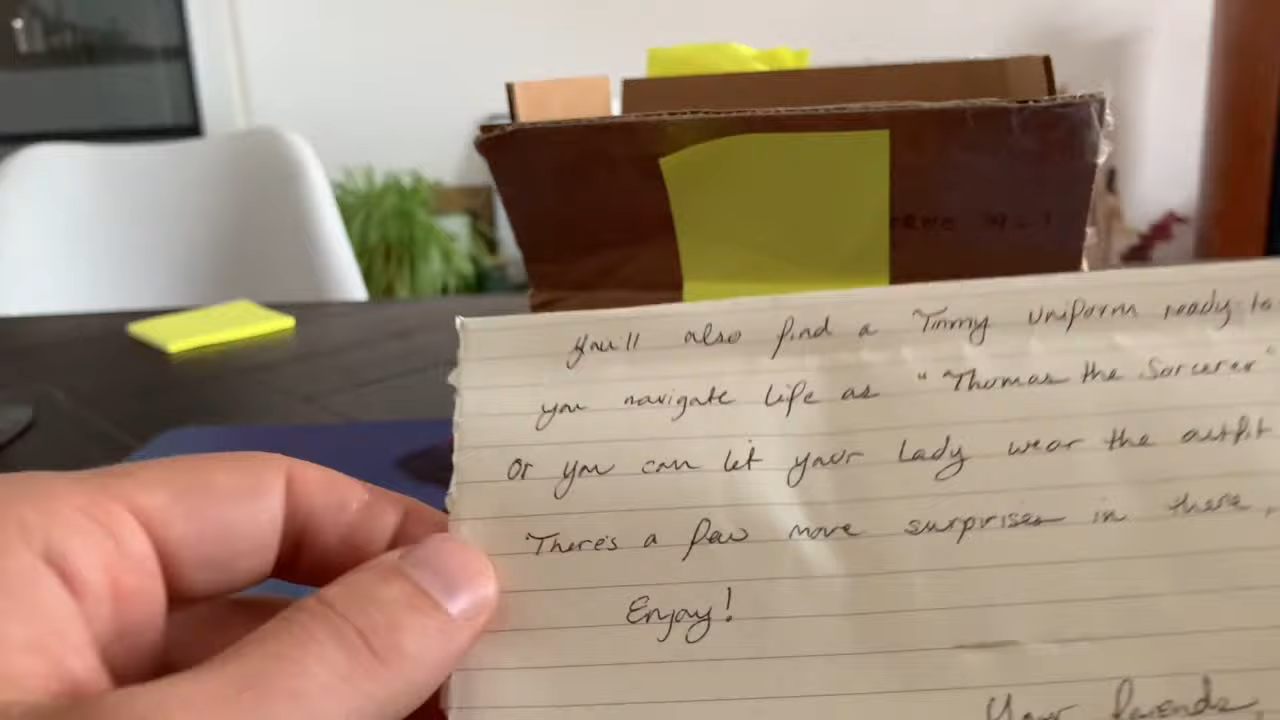 You'll also find a Timmy uniform ready to
you navigate life as "Thomas the Sorcerer"
Or you can let your Lady wear the outfit
There's a few more surprises in there,
Enjoy!
Your friends,